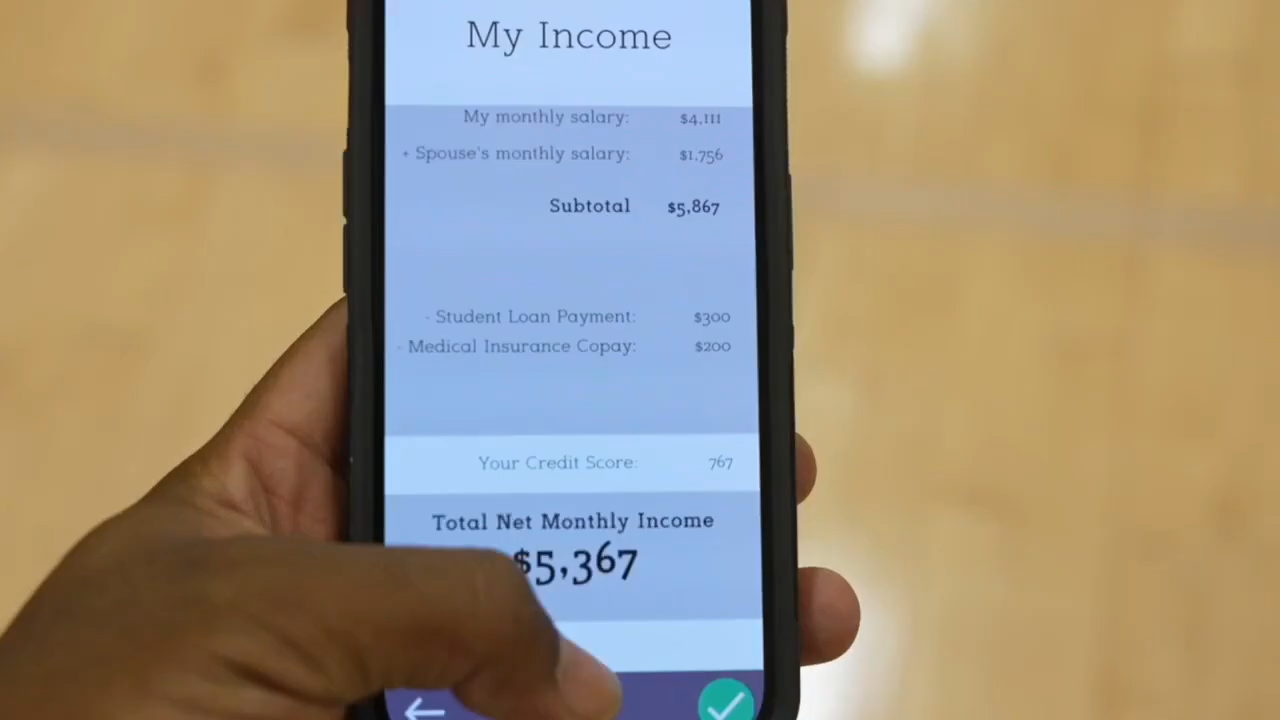 My Income
My monthly salary: $4,111
+ Spouse's monthly salary: $1,756
Subtotal $5,867
- Student Loan Payment: $300
- Medical Insurance Copay: $200
Your Credit Score: 767
Total Net Monthly Income
$5,367